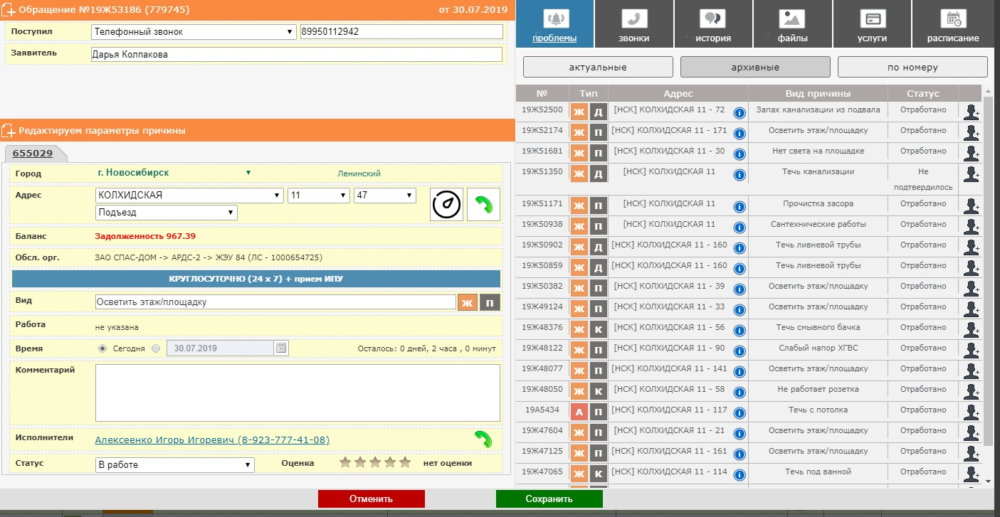 Обращение №19Ж53186 (779745) от 30.07.2019
Поступил Телефонный звонок 89950112942
Заявитель Дарья Колпакова
Редактируем параметры причины
655029
Город г. Новосибирск Ленинский
Адрес КОЛХИДСКАЯ 11 47
Подъезд
Баланс Задолженность 967.39
Обсл. орг. ЗАО СПАС-ДОМ -> АРДС-2 -> ЖЭУ 84 (ЛС - 1000654725)
КРУГЛОСУТОЧНО (24 x 7) + прием ИПУ
Вид Осветить этаж/площадку Ж П
Работа не указана
Время Сегодня 30.07.2019 Осталось: 0 дней, 2 часа , 0 минут
Комментарий
Исполнители Алексеенко Игорь Игоревич (8-923-777-41-08)
Статус В работе Оценка нет оценки
проблемы звонки история файлы услуги расписание
актуальные архивные по номеру
№ Тип Адрес Вид причины Статус
19Ж52500 Ж Д [НСК] КОЛХИДСКАЯ 11 - 72 Запах канализации из подвала Отработано
19Ж52174 Ж П [НСК] КОЛХИДСКАЯ 11 - 171 Осветить этаж/площадку Отработано
19Ж51681 Ж П [НСК] КОЛХИДСКАЯ 11 - 30 Нет света на площадке Отработано
19Ж51350 Ж Д [НСК] КОЛХИДСКАЯ 11 Течь канализации Не
подтвердилось
19Ж51171 Ж П [НСК] КОЛХИДСКАЯ 11 Прочистка засора Отработано
19Ж50938 Ж П [НСК] КОЛХИДСКАЯ 11 Сантехнические работы Отработано
19Ж50902 Ж Д [НСК] КОЛХИДСКАЯ 11 - 160 Течь ливневой трубы Отработано
19Ж50859 Ж Д [НСК] КОЛХИДСКАЯ 11 - 160 Течь ливневой трубы Отработано
19Ж50382 Ж П [НСК] КОЛХИДСКАЯ 11 - 39 Осветить этаж/площадку Отработано
19Ж49124 Ж П [НСК] КОЛХИДСКАЯ 11 - 33 Осветить этаж/площадку Отработано
19Ж48376 Ж К [НСК] КОЛХИДСКАЯ 11 - 56 Течь смывного бачка Отработано
19Ж48122 Ж П [НСК] КОЛХИДСКАЯ 11 - 90 Слабый напор ХГВС Отработано
19Ж48077 Ж П [НСК] КОЛХИДСКАЯ 11 - 141 Осветить этаж/площадку Отработано
19Ж48050 Ж К [НСК] КОЛХИДСКАЯ 11 - 58 Не работает розетка Отработано
19А5434 А П [НСК] КОЛХИДСКАЯ 11 - 117 Течь с потолка Отработано
19Ж47604 Ж П [НСК] КОЛХИДСКАЯ 11 - 21 Осветить этаж/площадку Отработано
19Ж47125 Ж П [НСК] КОЛХИДСКАЯ 11 - 161 Осветить этаж/площадку Отработано
19Ж47065 Ж К [НСК] КОЛХИДСКАЯ 11 - 114 Течь под ванной Отработано
Отменить Сохранить